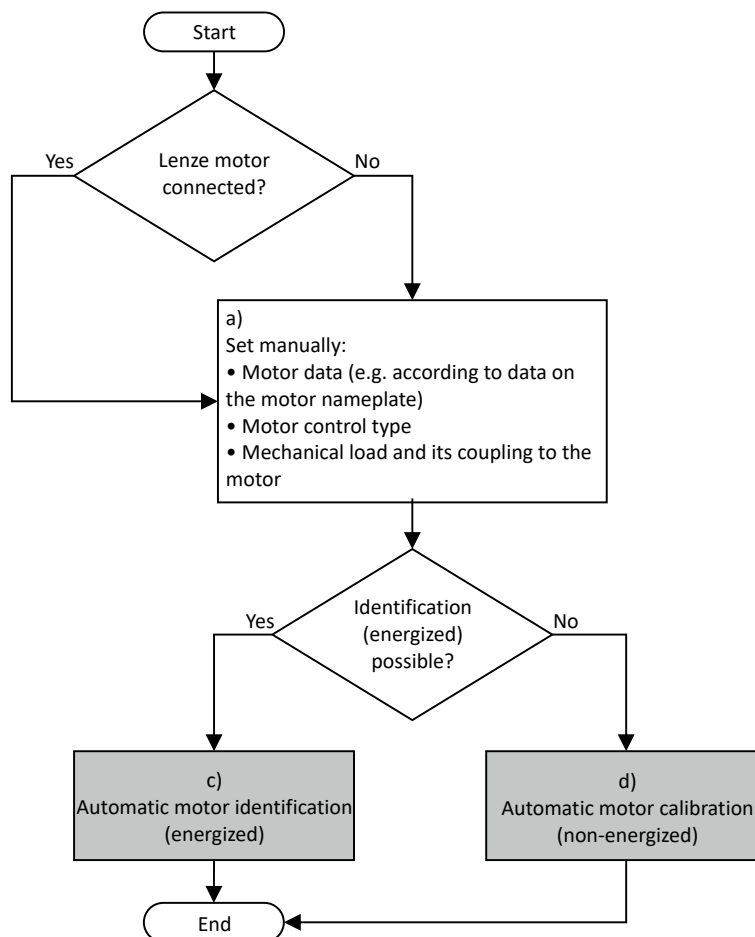 Start
Yes
Lenze motor
No
connected?
a)
Set manually:
• Motor data (e.g. according to data on
the motor nameplate)
• Motor control type
• Mechanical load and its coupling to the
motor
Yes
Identification
(energized)
possible?
No
c)
Automatic motor identification
(energized)
d)
Automatic motor calibration
(non-energized)
End